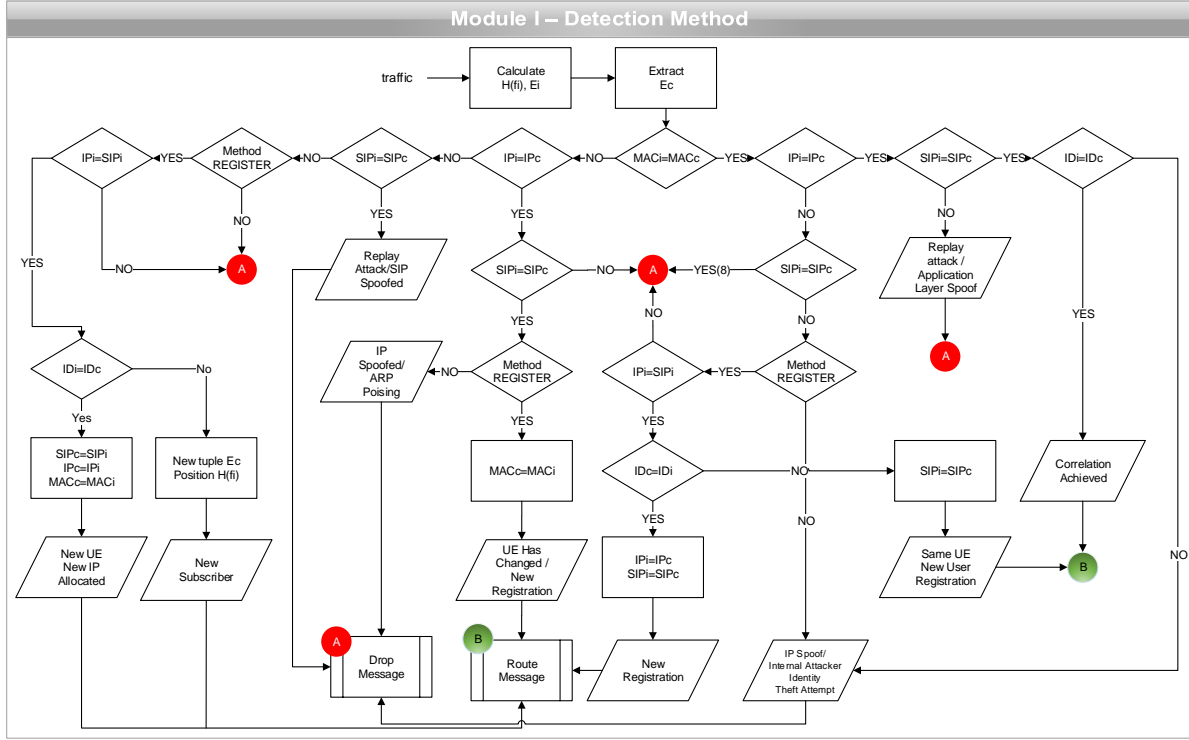 Module I – Detection Method
traffic
Calculate
H(fi), Ei
Extract
Ec
IPi=SIPi
YES
Method
REGISTER
NO
SIPi=SIPc
NO
IPi=IPc
NO
MACi=MACc
YES
IPi=IPc
YES
SIPi=SIPc
YES
IDi=IDc
NO
YES
YES
NO
NO
YES
NO
A
Replay
Attack/SIP
Spoofed
SIPi=SIPc
NO
A
YES(8)
SIPi=SIPc
Replay
attack /
Application
Layer Spoof
YES
NO
NO
YES
A
IDi=IDc
No
IP
Spoofed/
ARP
Poising
NO
Method
REGISTER
IPi=SIPi
YES
Method
REGISTER
Yes
YES
YES
SIPc=SIPi
IPc=IPi
MACc=MACi
New tuple Ec
Position H(fi)
MACc=MACi
IDc=IDi
NO
SIPi=SIPc
Correlation
Achieved
YES
NO
New UE
New IP
Allocated
New
Subscriber
UE Has
Changed /
New
Registration
IPi=IPc
SIPi=SIPc
Same UE
New User
Registration
B
NO
A
Drop
Message
B
Route
Message
New
Registration
IP Spoof/
Internal Attacker
Identity
Theft Attempt